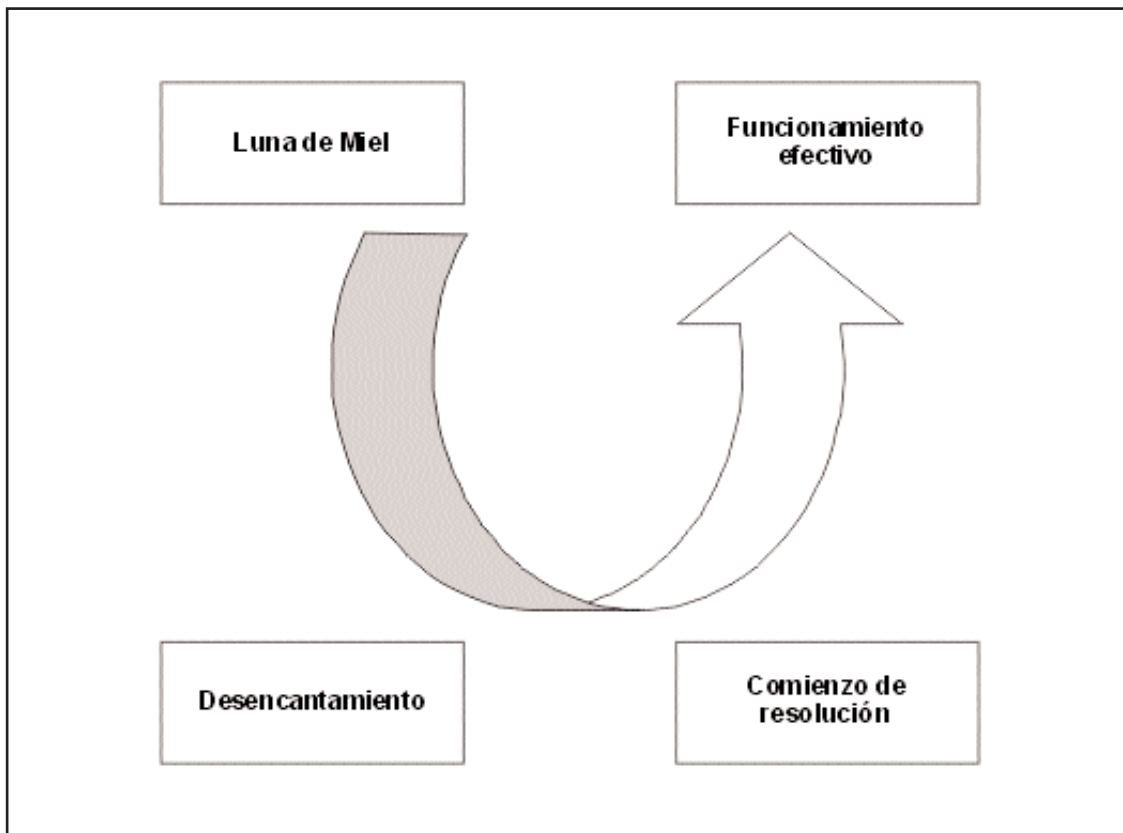 Luna de Miel
Funcionamiento
efectivo
Desencantamiento
Comienzo de
resolución